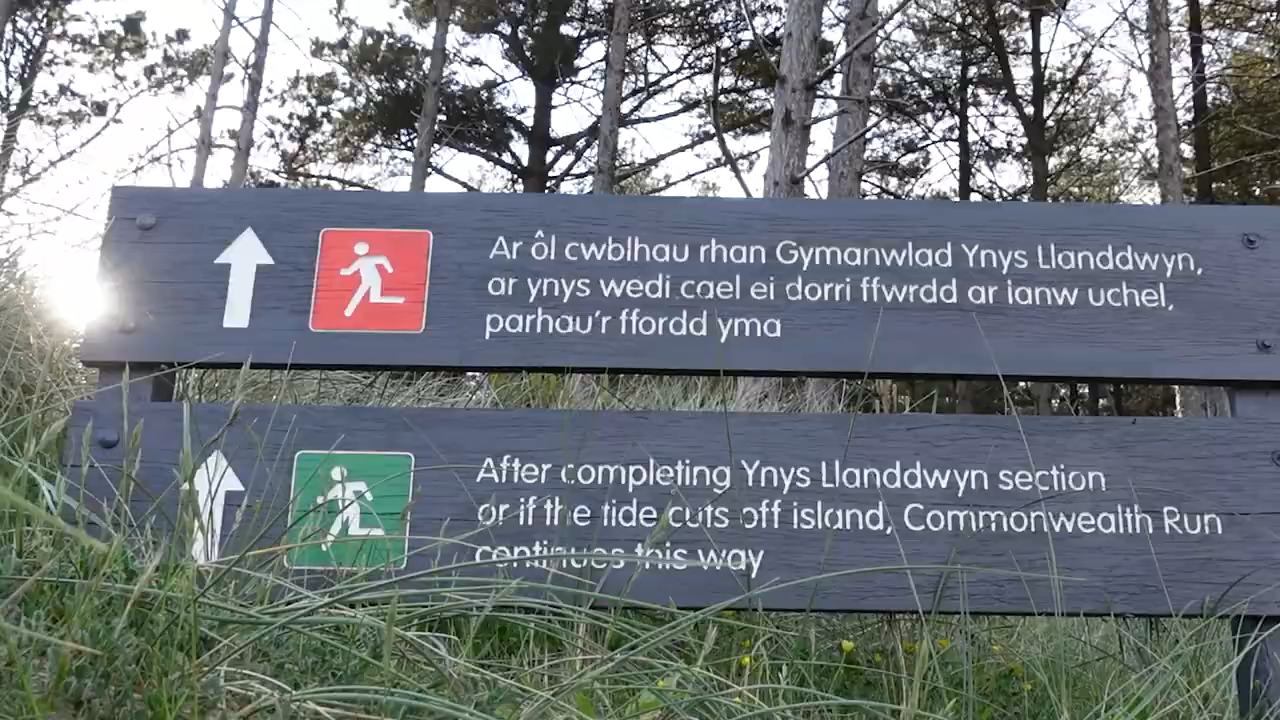 Ar ôl cwblhau rhan Gymanwlad Ynys Llanddwyn,
ar ynys wedi cael ei dorri ffwrdd ar lanw uchel,
parhau'r ffordd yma
After completing Ynys Llanddwyn section
or if the tide cuts off island, Commonwealth Run
continues this way